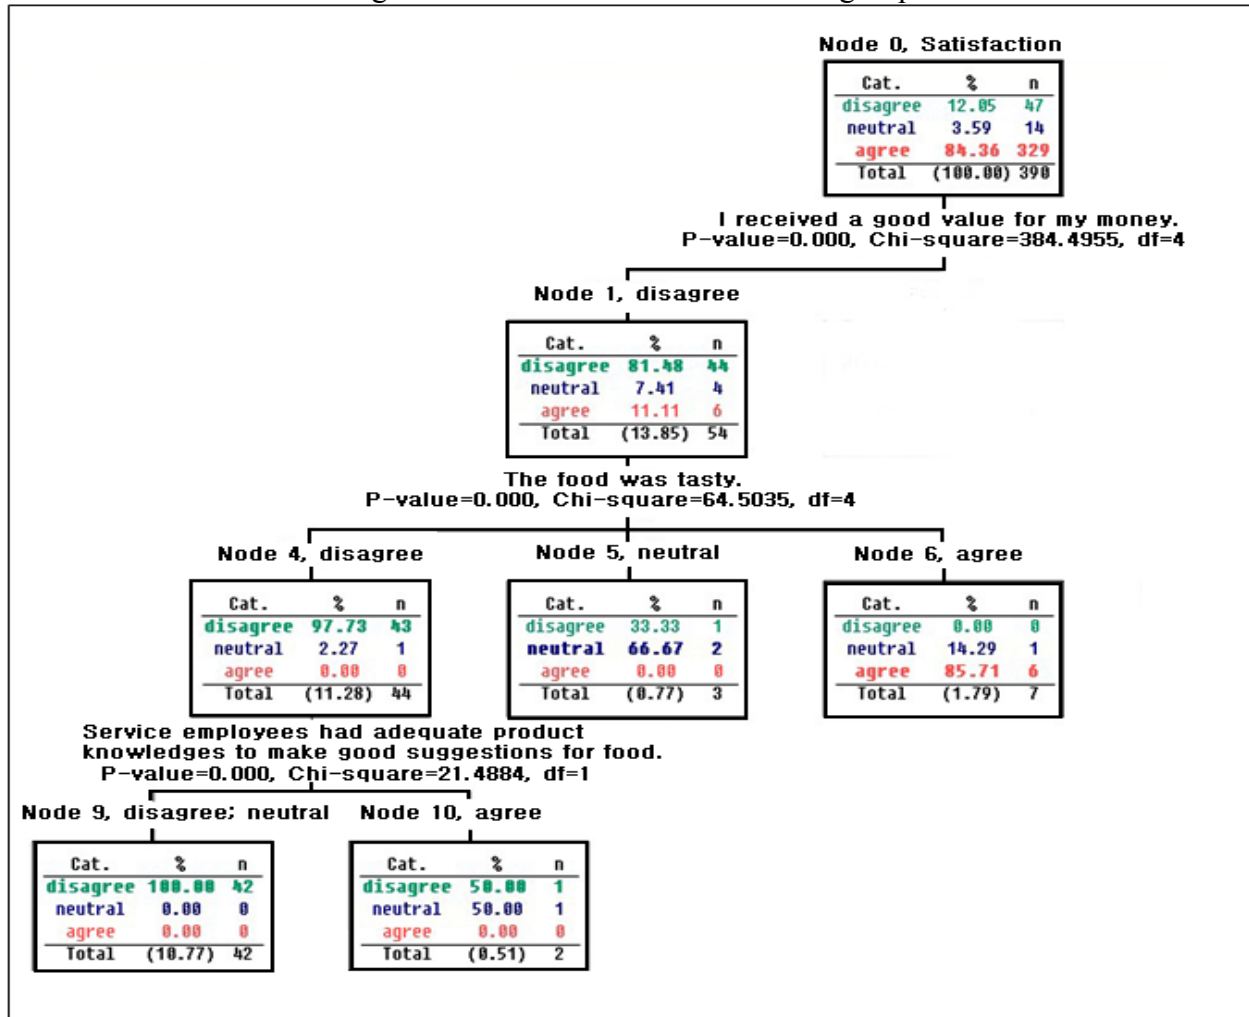 Node 0, Satisfaction
Cat. % n
disagree 12.05 47
neutral 3.59 14
agree 84.36 329
Total (100.00) 390
I received a good value for my money.
P-value=0.000, Chi-square=384.4955, df=4
Node 1, disagree
Cat. % n
disagree 81.48 44
neutral 7.41 4
agree 11.11 6
Total (13.85) 54
The food was tasty.
P-value=0.000, Chi-square=64.5035, df=4
Node 4, disagree
Cat. % n
disagree 97.73 43
neutral 2.27 1
agree 0.00 0
Total (11.28) 44
Node 5, neutral
Cat. % n
disagree 33.33 1
neutral 66.67 2
agree 0.00 0
Total (0.77) 3
Node 6, agree
Cat. % n
disagree 0.00 0
neutral 14.29 1
agree 85.71 6
Total (1.79) 7
Service employees had adequate product
knowledges to make good suggestions for food.
P-value=0.000, Chi-square=21.4884, df=1
Node 9, disagree; neutral
Cat. % n
disagree 100.00 42
neutral 0.00 0
agree 0.00 0
Total (10.77) 42
Node 10, agree
Cat. % n
disagree 50.00 1
neutral 50.00 1
agree 0.00 0
Total (0.51) 2